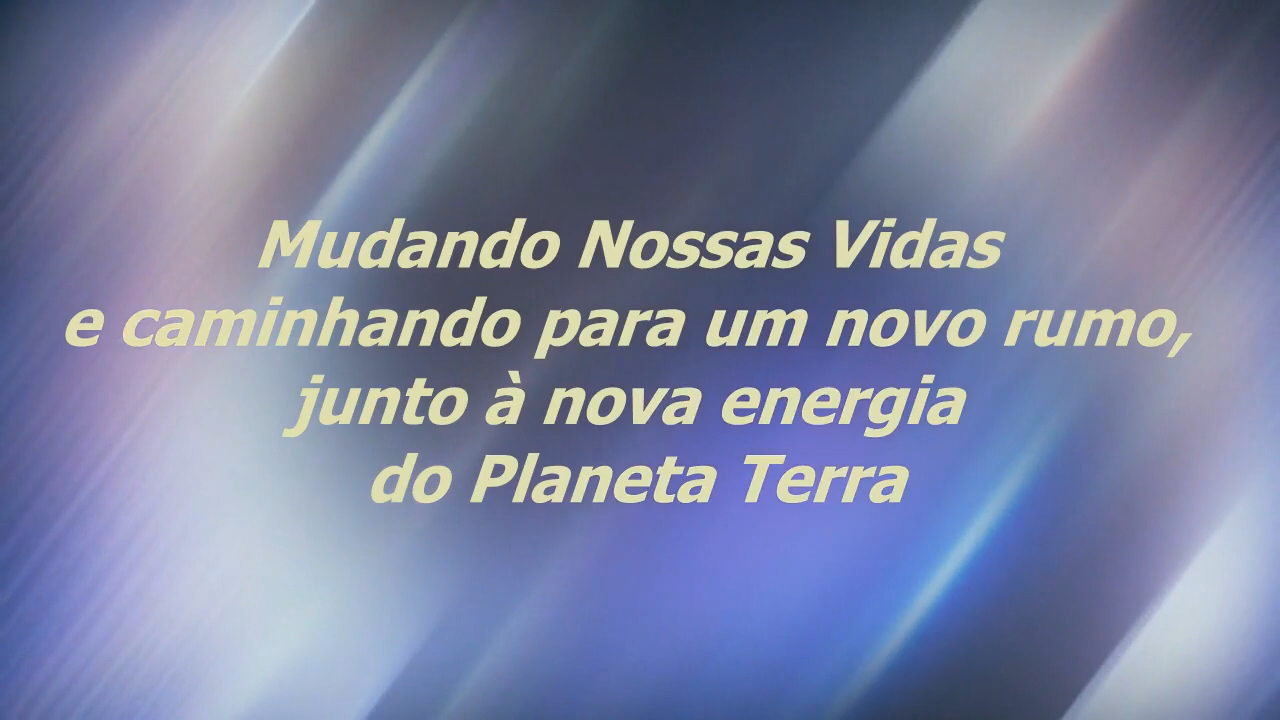 Mudando Nossas Vidas
e caminhando para um novo rumo,
junto à nova energia
do Planeta Terra